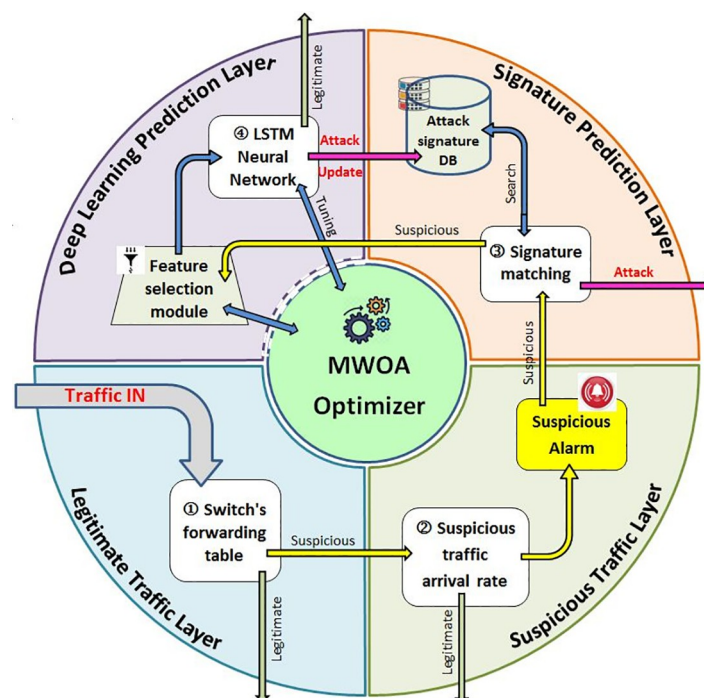 Deep Learning Prediction Layer
Signature Prediction Layer
Legitimate
④ LSTM
Neural
Network
Attack
Update
Attack
signature
DB
Search
Tuning
Suspicious
③ Signature
matching
Attack
Feature
selection
module
MWOA
Optimizer
Suspicious
Traffic IN
Suspicious
Alarm
Legitimate Traffic Layer
① Switch's
forwarding
table
Suspicious
② Suspicious
traffic
arrival rate
Suspicious Traffic Layer
Legitimate
Legitimate